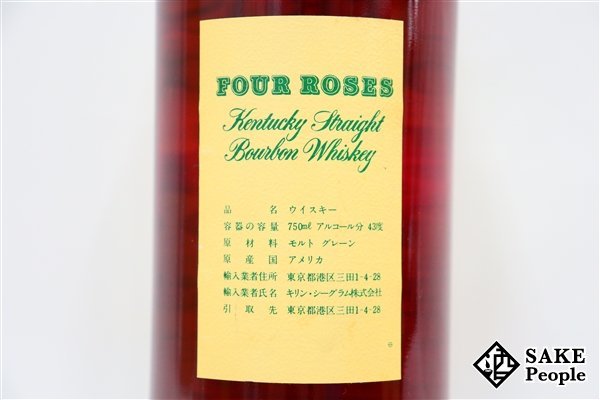 FOUR ROSES
Kentucky Straight
Bourbon Whiskey
品名 ウイスキー
容器の容量 750ml アルコール分 43度
原材料 モルト グレーン
原産国 アメリカ
輸入業者住所 東京都港区三田1-4-28
輸入業者氏名 キリン・シーグラム株式会社
引取先 東京都港区三田1-4-28
SAKE
People